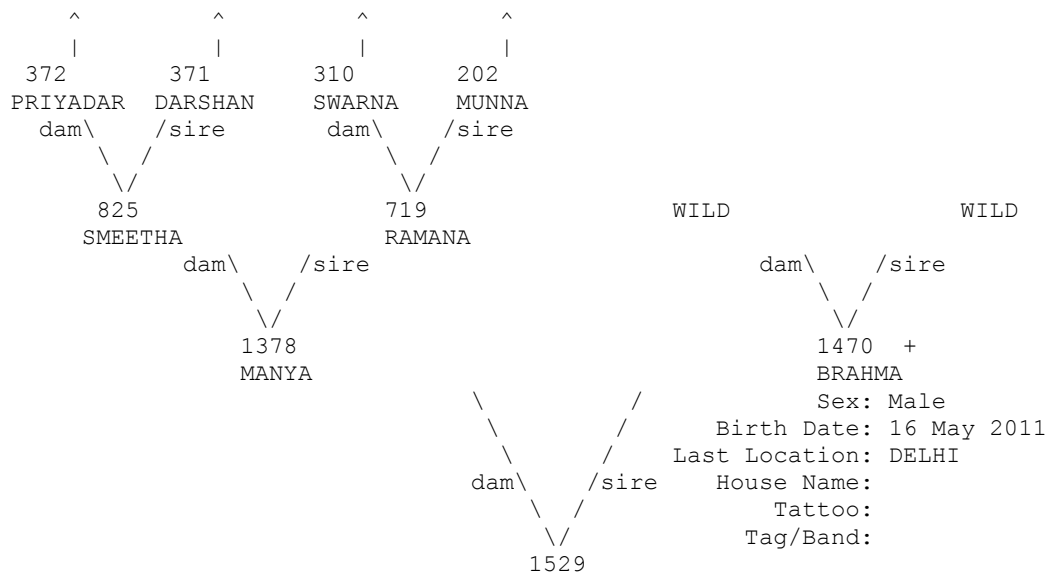 ^ ^ ^ ^
| | | |
372 371 310 202
PRIYADAR DARSHAN SWARNA MUNNA
dam\ /sire dam\ /sire
\ / \ /
\/ \/
825 719 WILD WILD
SMEETHA RAMANA
dam\ /sire dam\ /sire
\ / \ /
\/ \/
1378 1470 +
MANYA BRAHMA
\ / Sex: Male
\ / Birth Date: 16 May 2011
\ / Last Location: DELHI
dam\ /sire House Name:
\ / Tattoo:
\/ Tag/Band:
1529